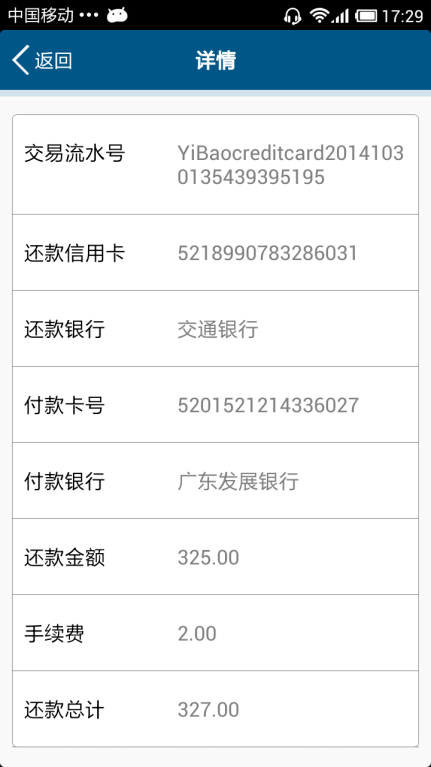 中国移动 ••• 17:29
返回 详情
交易流水号 YiBaocreditcard2014103
0135439395195
还款信用卡 5218990783286031
还款银行 交通银行
付款卡号 5201521214336027
付款银行 广东发展银行
还款金额 325.00
手续费 2.00
还款总计 327.00